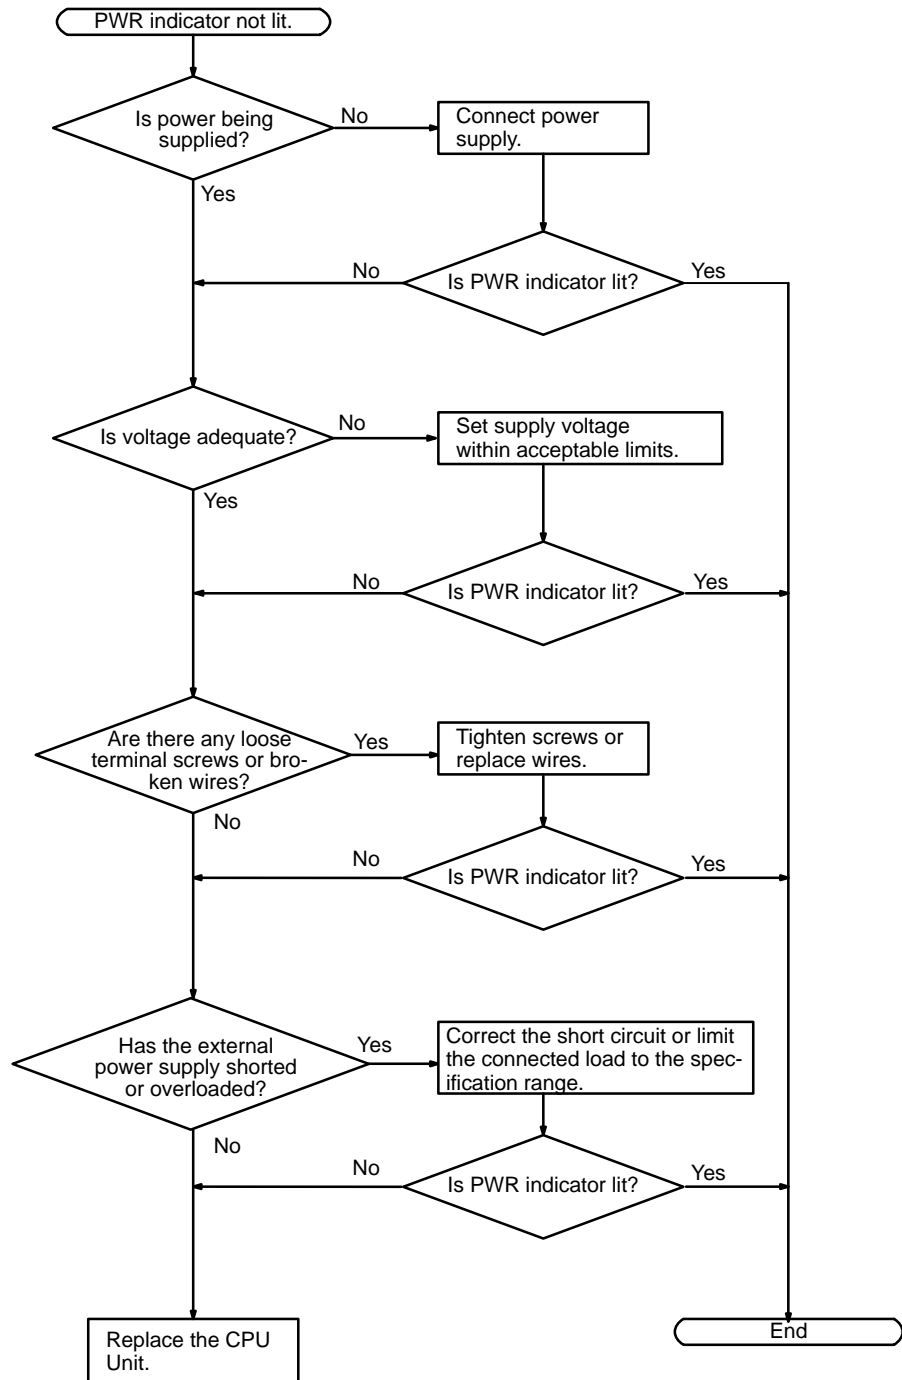 PWR indicator not lit.
Is power being
supplied?
No
Connect power
supply.
Yes
No
Is PWR indicator lit?
Yes
Is voltage adequate?
No
Set supply voltage
within acceptable limits.
Yes
No
Is PWR indicator lit?
Yes
Are there any loose
terminal screws or bro-
ken wires?
Yes
Tighten screws or
replace wires.
No
No
Is PWR indicator lit?
Yes
Has the external
power supply shorted
or overloaded?
Yes
Correct the short circuit or limit
the connected load to the spec-
ification range.
No
No
Is PWR indicator lit?
Yes
Replace the CPU
Unit.
End